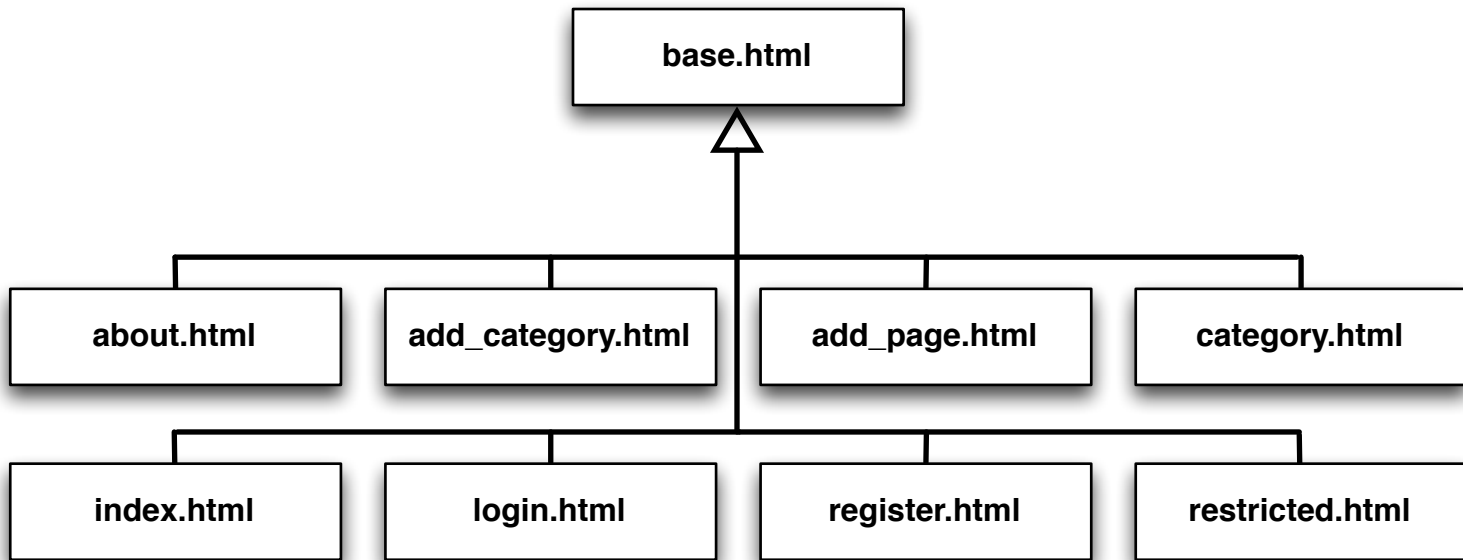 base.html
about.html
add_category.html
add_page.html
category.html
index.html
login.html
register.html
restricted.html